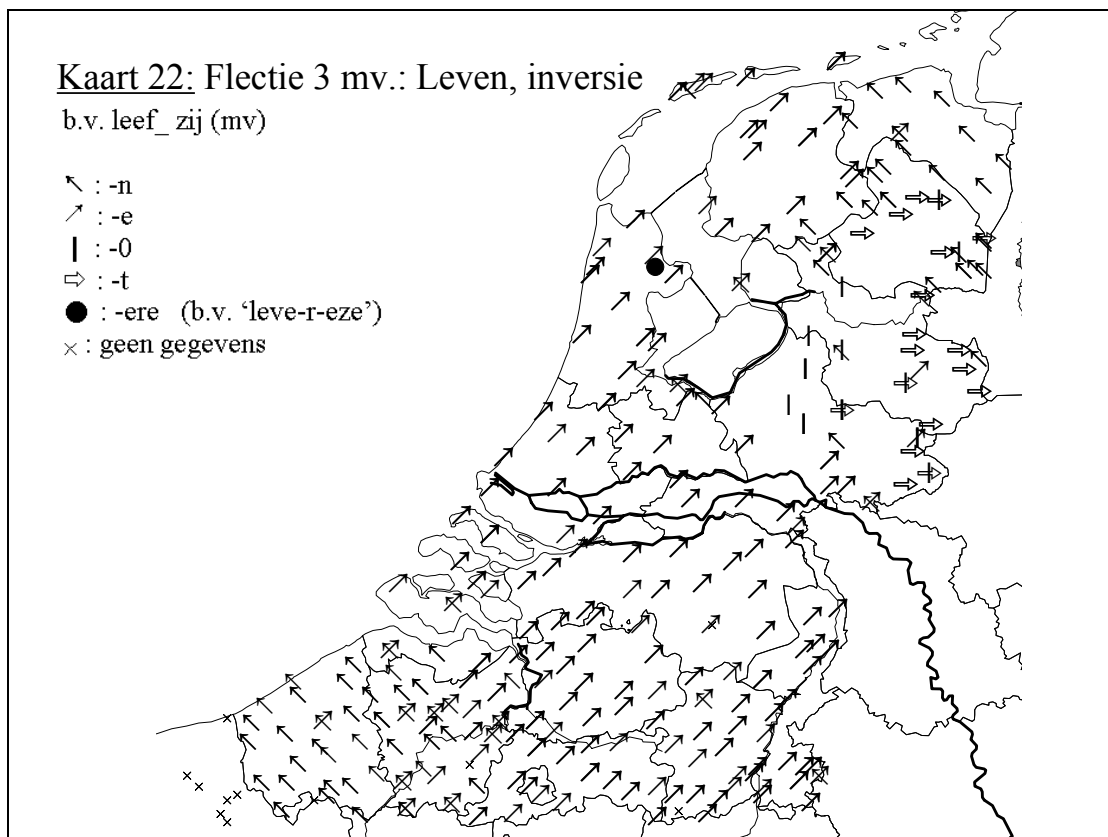 Kaart 22: Flectie 3 mv.: Leven, inversie
b.v. leef_ zij (mv)
: -n
: -e
: -0
: -t
: -ere (b.v. ‘leve-r-eze’)
: geen gegevens